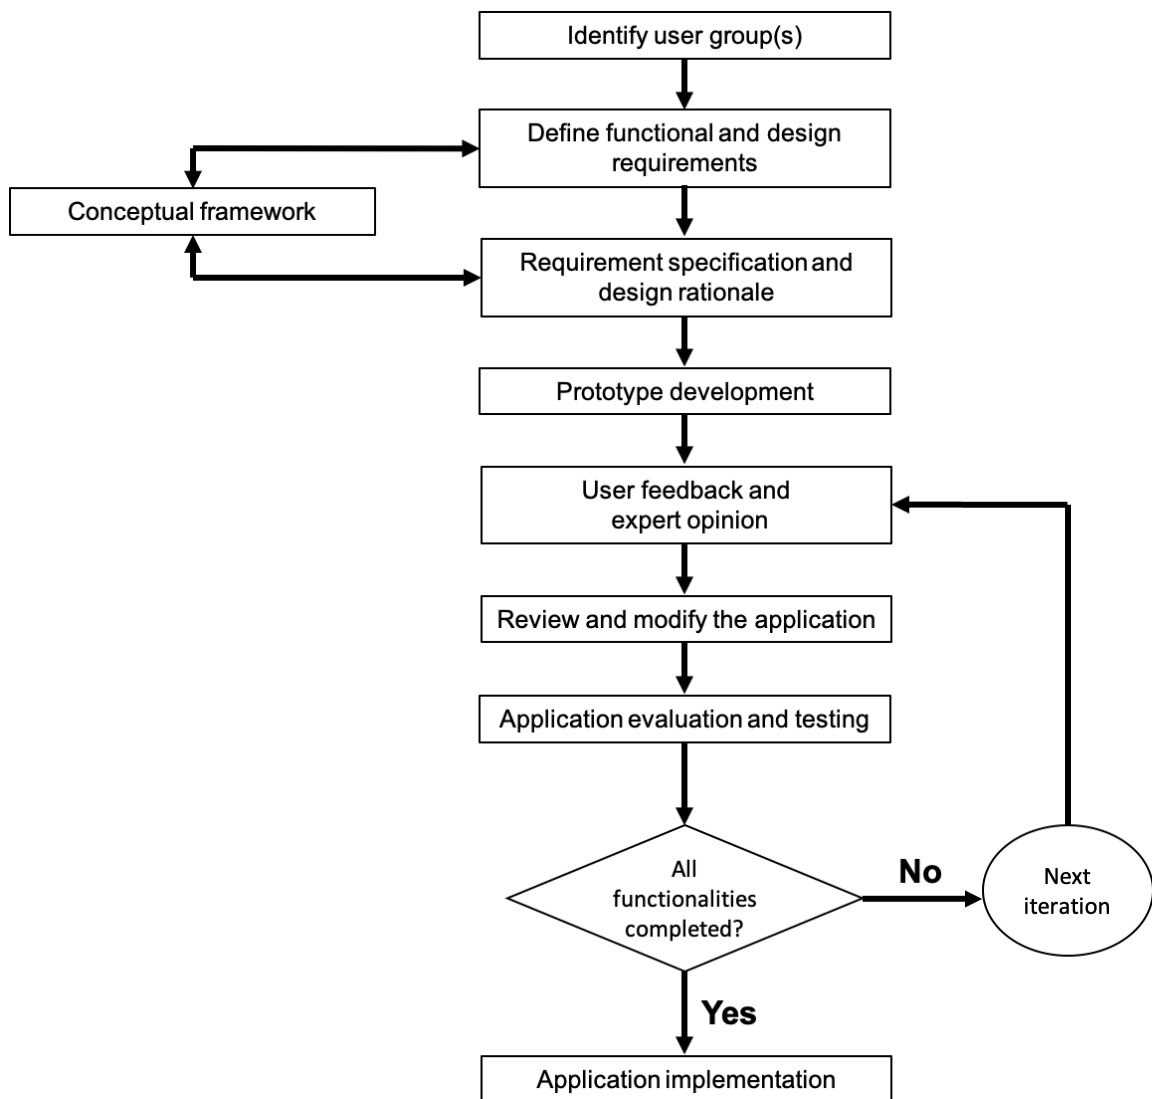 Identify user group(s)
Define functional and design
requirements
Conceptual framework
Requirement specification and
design rationale
Prototype development
User feedback and
expert opinion
Review and modify the application
Application evaluation and testing
All
functionalities
completed?
No
Next
iteration
Yes
Application implementation